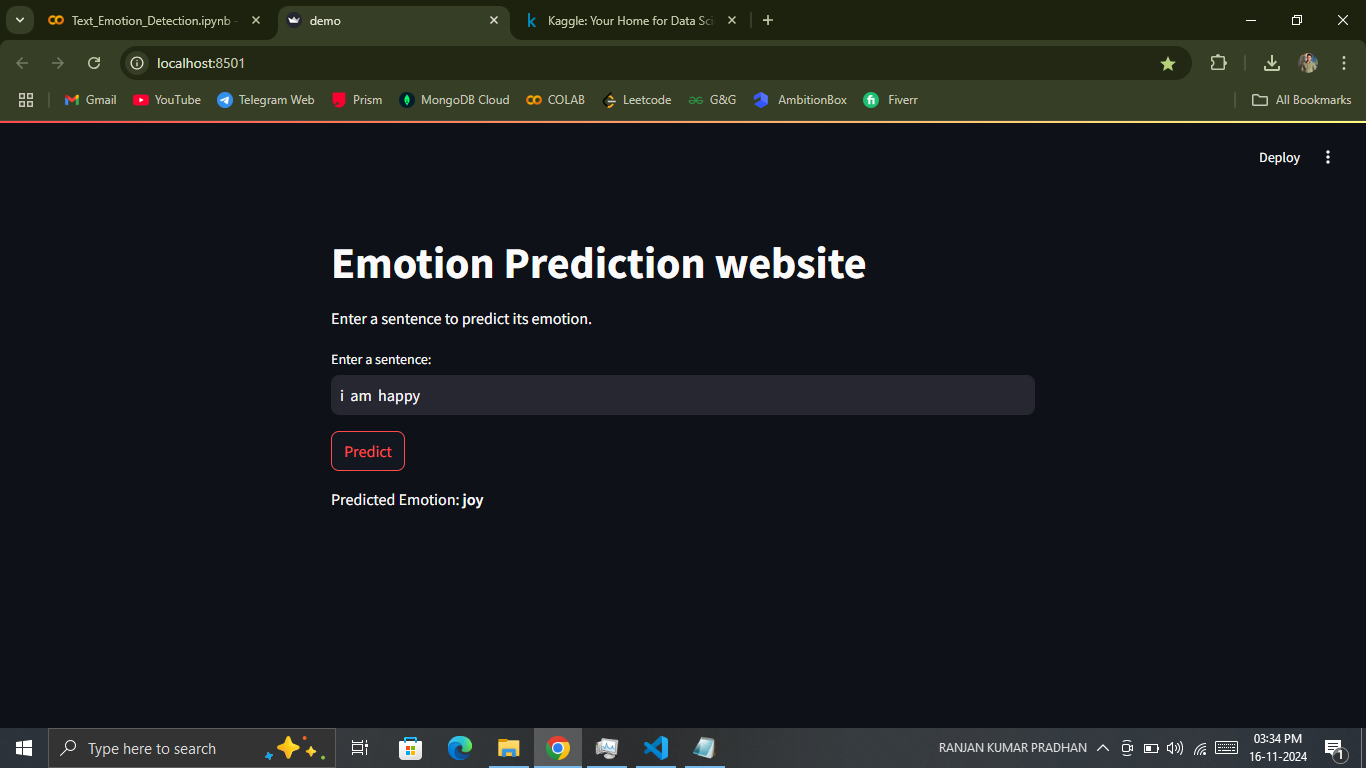 Text_Emotion_Detection.ipynb -
demo
Kaggle: Your Home for Data Sci
localhost:8501
Gmail
YouTube
Telegram Web
Prism
MongoDB Cloud
COLAB
Leetcode
G&G
AmbitionBox
Fiverr
All Bookmarks
Deploy
Emotion Prediction website
Enter a sentence to predict its emotion.
Enter a sentence:
i am happy
Predict
Predicted Emotion: joy
Type here to search
RANJAN KUMAR PRADHAN
03:34 PM
16-11-2024
1